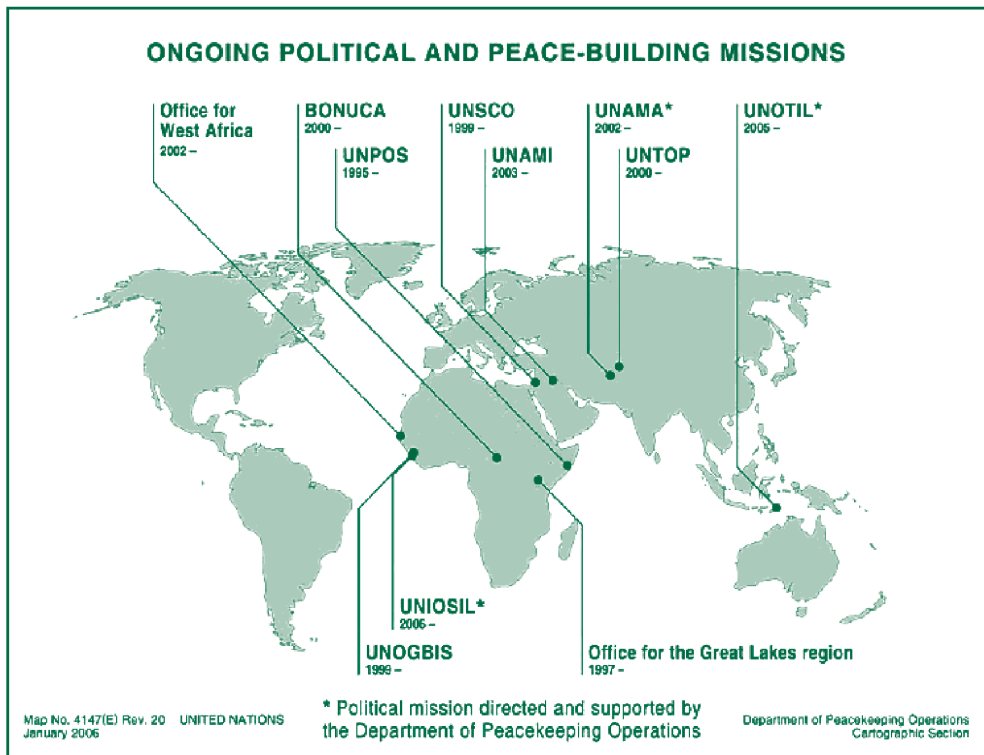 ONGOING POLITICAL AND PEACE-BUILDING MISSIONS
Office for
West Africa
2002 –
BONUCA
2000 –
UNSCO
1999 –
UNAMA*
2002 –
UNOTIL*
2005 –
UNPOS
1995 –
UNAMI
2003 –
UNTOP
2000 –
UNIOSIL*
2006 –
UNOGBIS
1999 –
Office for the Great Lakes region
1997 –
* Political mission directed and supported by
the Department of Peacekeeping Operations
Map No. 4147(E) Rev. 20 UNITED NATIONS
January 2006
Department of Peacekeeping Operations
Cartographic Section